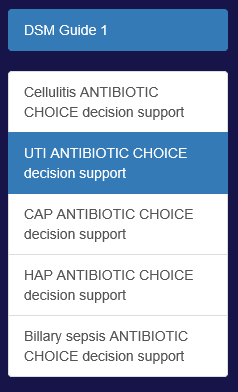 DSM Guide 1
Cellulitis ANTIBIOTIC
CHOICE decision support
UTI ANTIBIOTIC CHOICE
decision support
CAP ANTIBIOTIC CHOICE
decision support
HAP ANTIBIOTIC CHOICE
decision support
Billary sepsis ANTIBIOTIC
CHOICE decision support